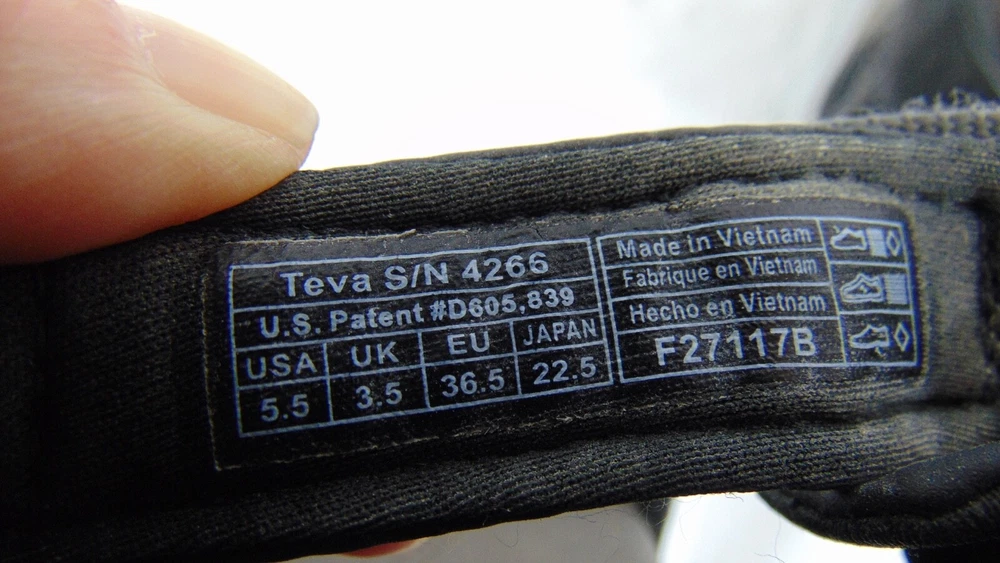 Teva S/N 4266
U.S. Patent #D605,839
USA UK EU JAPAN
5.5 3.5 36.5 22.5
Made in Vietnam
Fabrique en Vietnam
Hecho en Vietnam
F27117B